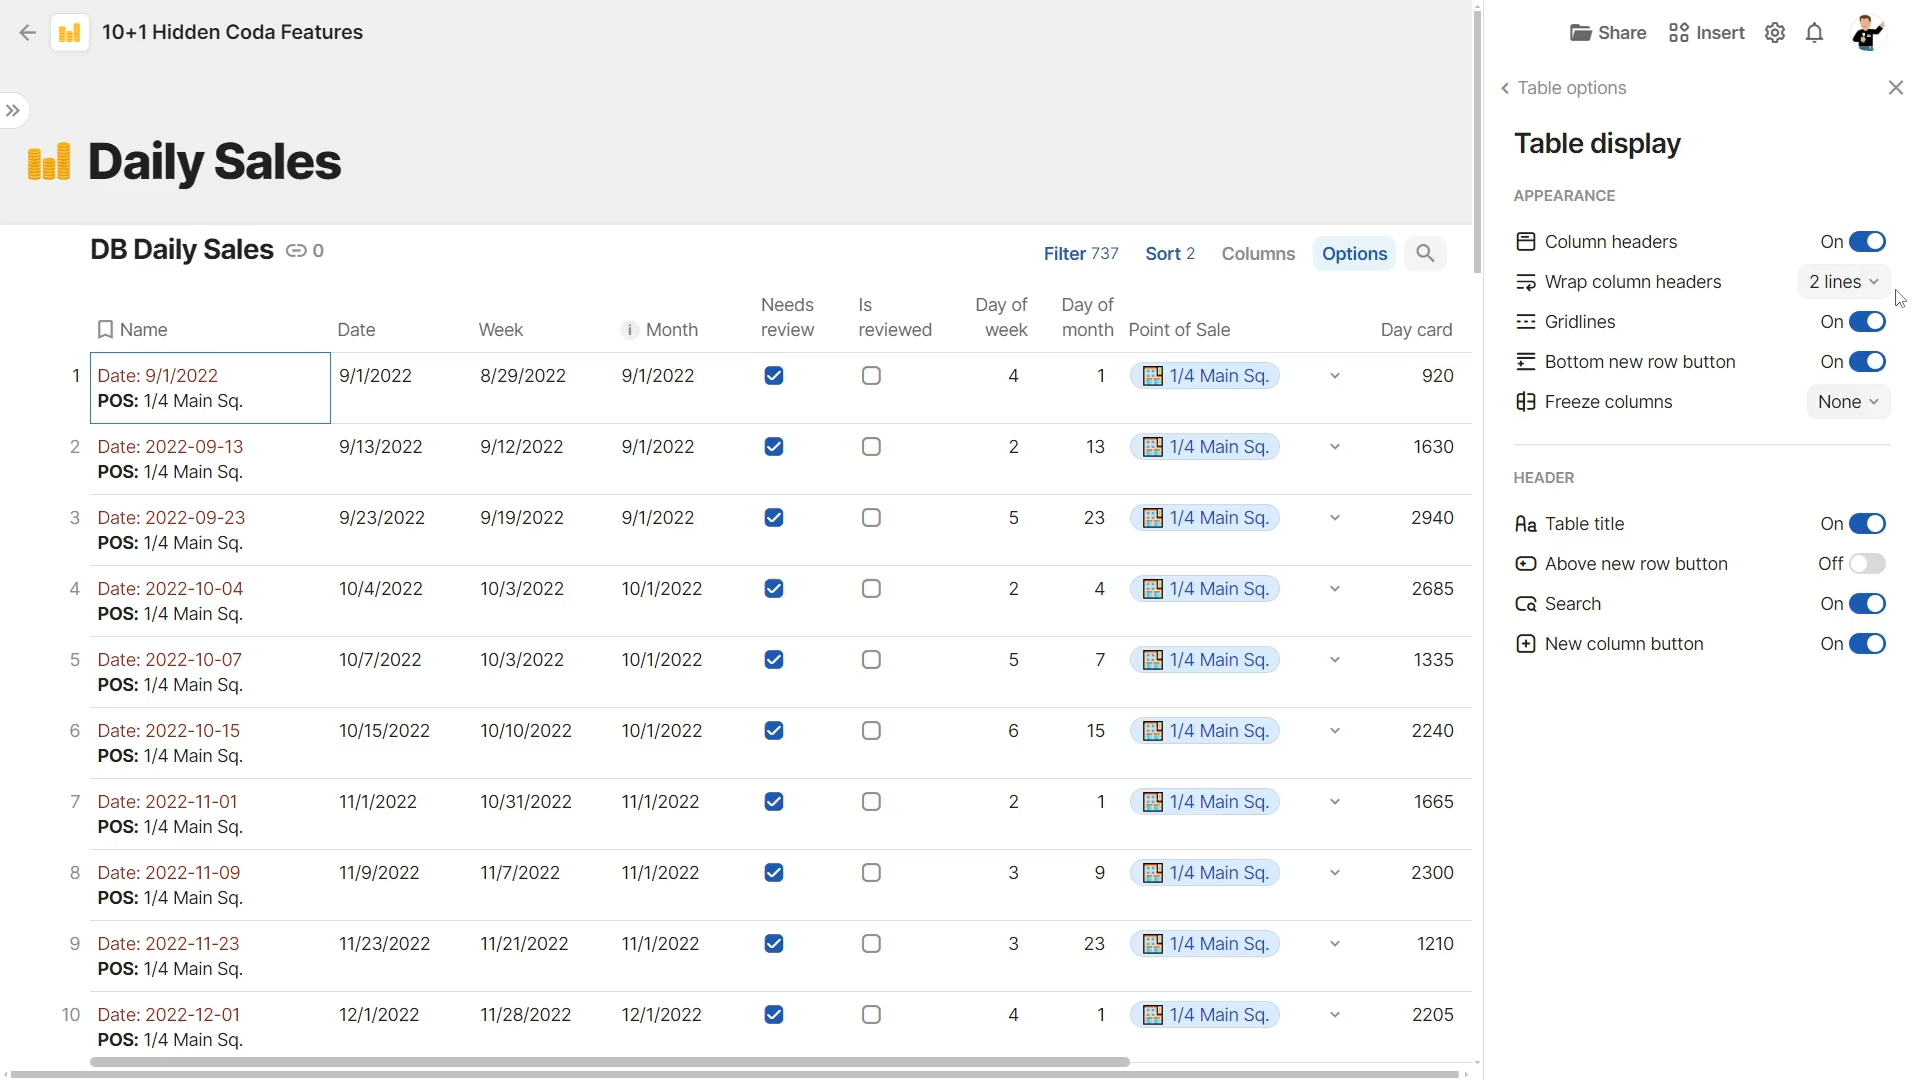 10+1 Hidden Coda Features
Share
Insert
Table options
Table display
Daily Sales
APPEARANCE
Column headers On
Wrap column headers 2 lines
Gridlines On
Bottom new row button On
Freeze columns None
HEADER
Table title On
Above new row button Off
Search On
New column button On
DB Daily Sales 0
Filter 737 Sort 2 Columns Options
Name Date Week i Month Needs review Is reviewed Day of week Day of month Point of Sale Day card
1 Date: 9/1/2022 9/1/2022 8/29/2022 9/1/2022 4 1 1/4 Main Sq. 920
POS: 1/4 Main Sq.
2 Date: 2022-09-13 9/13/2022 9/12/2022 9/1/2022 2 13 1/4 Main Sq. 1630
POS: 1/4 Main Sq.
3 Date: 2022-09-23 9/23/2022 9/19/2022 9/1/2022 5 23 1/4 Main Sq. 2940
POS: 1/4 Main Sq.
4 Date: 2022-10-04 10/4/2022 10/3/2022 10/1/2022 2 4 1/4 Main Sq. 2685
POS: 1/4 Main Sq.
5 Date: 2022-10-07 10/7/2022 10/3/2022 10/1/2022 5 7 1/4 Main Sq. 1335
POS: 1/4 Main Sq.
6 Date: 2022-10-15 10/15/2022 10/10/2022 10/1/2022 6 15 1/4 Main Sq. 2240
POS: 1/4 Main Sq.
7 Date: 2022-11-01 11/1/2022 10/31/2022 11/1/2022 2 1 1/4 Main Sq. 1665
POS: 1/4 Main Sq.
8 Date: 2022-11-09 11/9/2022 11/7/2022 11/1/2022 3 9 1/4 Main Sq. 2300
POS: 1/4 Main Sq.
9 Date: 2022-11-23 11/23/2022 11/21/2022 11/1/2022 3 23 1/4 Main Sq. 1210
POS: 1/4 Main Sq.
10 Date: 2022-12-01 12/1/2022 11/28/2022 12/1/2022 4 1 1/4 Main Sq. 2205
POS: 1/4 Main Sq.